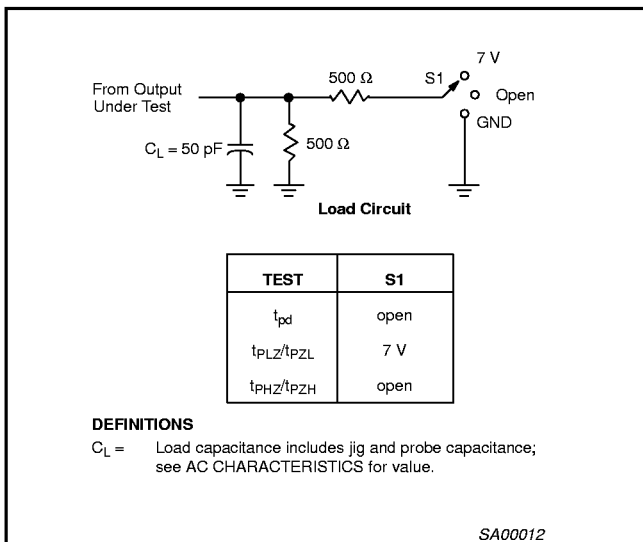 7 V
500 Ω
S1
From Output
Under Test
Open
GND
C_L = 50 pF
500 Ω
Load Circuit
TEST S1
t_pd open
t_PLZ/t_PZL 7 V
t_PHZ/t_PZH open
DEFINITIONS
C_L = Load capacitance includes jig and probe capacitance;
see AC CHARACTERISTICS for value.
SA00012